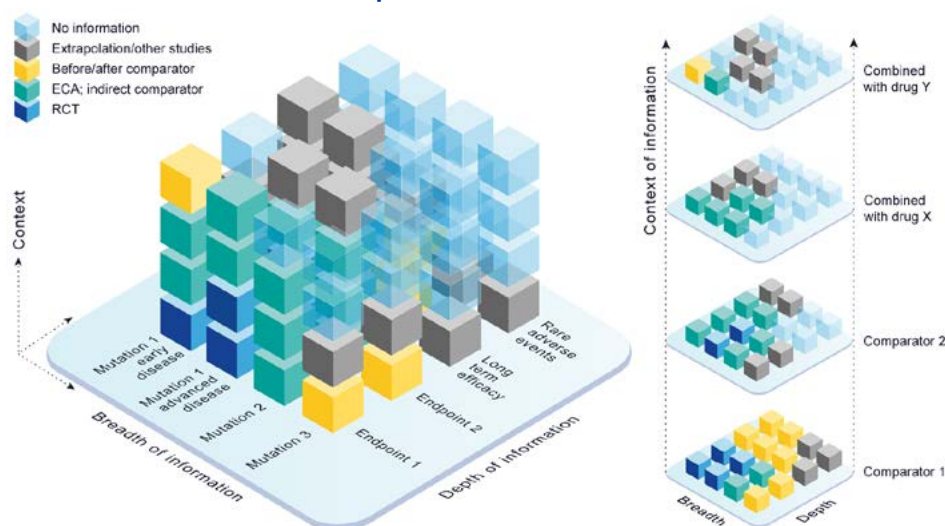 No information
Extrapolation/other studies
Before/after comparator
ECA; indirect comparator
RCT
Context
Mutation 1
early
disease
Mutation 1
advanced
disease
Mutation 2
Mutation 3
Breadth of information
Endpoint 1
Endpoint 2
Long
term
efficacy
Rare
adverse
events
Depth of information
Context of information
Combined
with drug Y
Combined
with drug X
Comparator 2
Comparator 1
Breadth
Depth